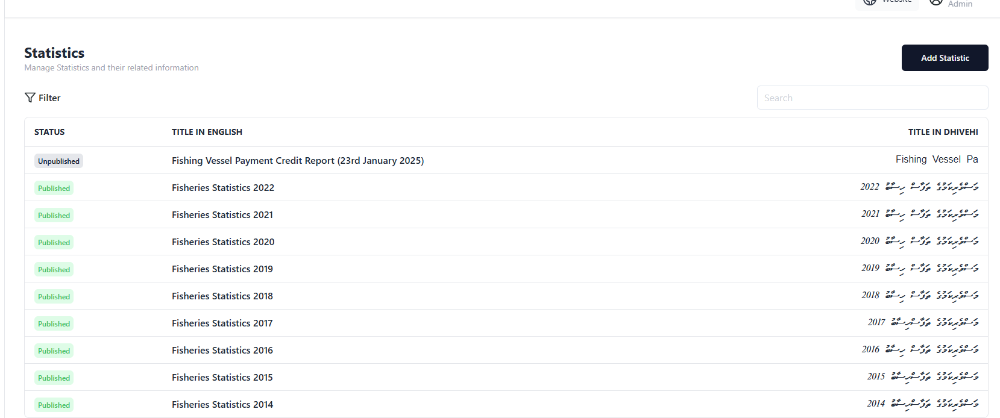 Website
Admin
Statistics
Manage Statistics and their related information
Add Statistic
Filter
Search
STATUS TITLE IN ENGLISH TITLE IN DHIVEHI
Unpublished Fishing Vessel Payment Credit Report (23rd January 2025) Fishing Vessel Pa
Published Fisheries Statistics 2022 މަސްވެރިކަމުގެ ތަފާސް ހިސާބު 2022
Published Fisheries Statistics 2021 މަސްވެރިކަމުގެ ތަފާސް ހިސާބު 2021
Published Fisheries Statistics 2020 މަސްވެރިކަމުގެ ތަފާސް ހިސާބު 2020
Published Fisheries Statistics 2019 މަސްވެރިކަމުގެ ތަފާސް ހިސާބު 2019
Published Fisheries Statistics 2018 މަސްވެރިކަމުގެ ތަފާސް ހިސާބު 2018
Published Fisheries Statistics 2017 މަސްވެރިކަމުގެ ތަފާސްހިސާބު 2017
Published Fisheries Statistics 2016 މަސްވެރިކަމުގެ ތަފާސް ހިސާބު 2016
Published Fisheries Statistics 2015 މަސްވެރިކަމުގެ ތަފާސްހިސާބު 2015
Published Fisheries Statistics 2014 މަސްވެރިކަމުގެ ތަފާސްހިސާބު 2014